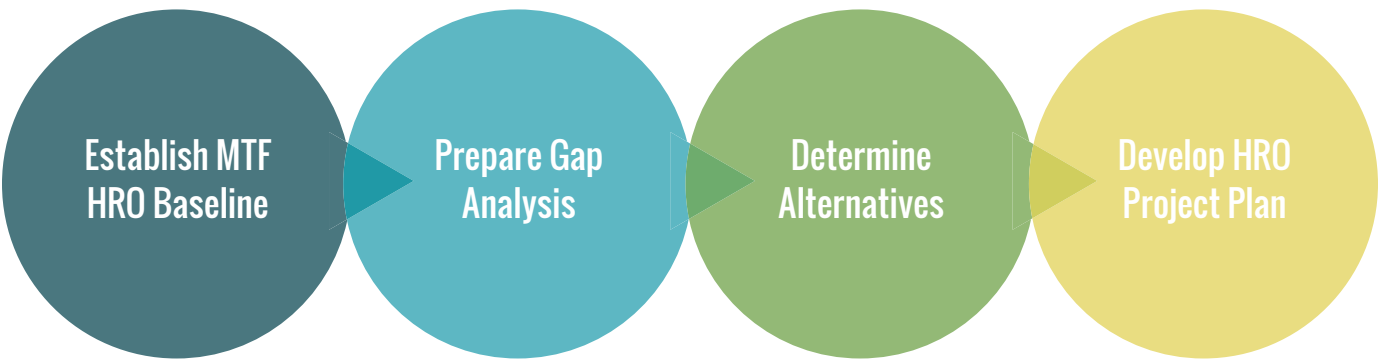 Establish MTF
HRO Baseline
Prepare Gap
Analysis
Determine
Alternatives
Develop HRO
Project Plan